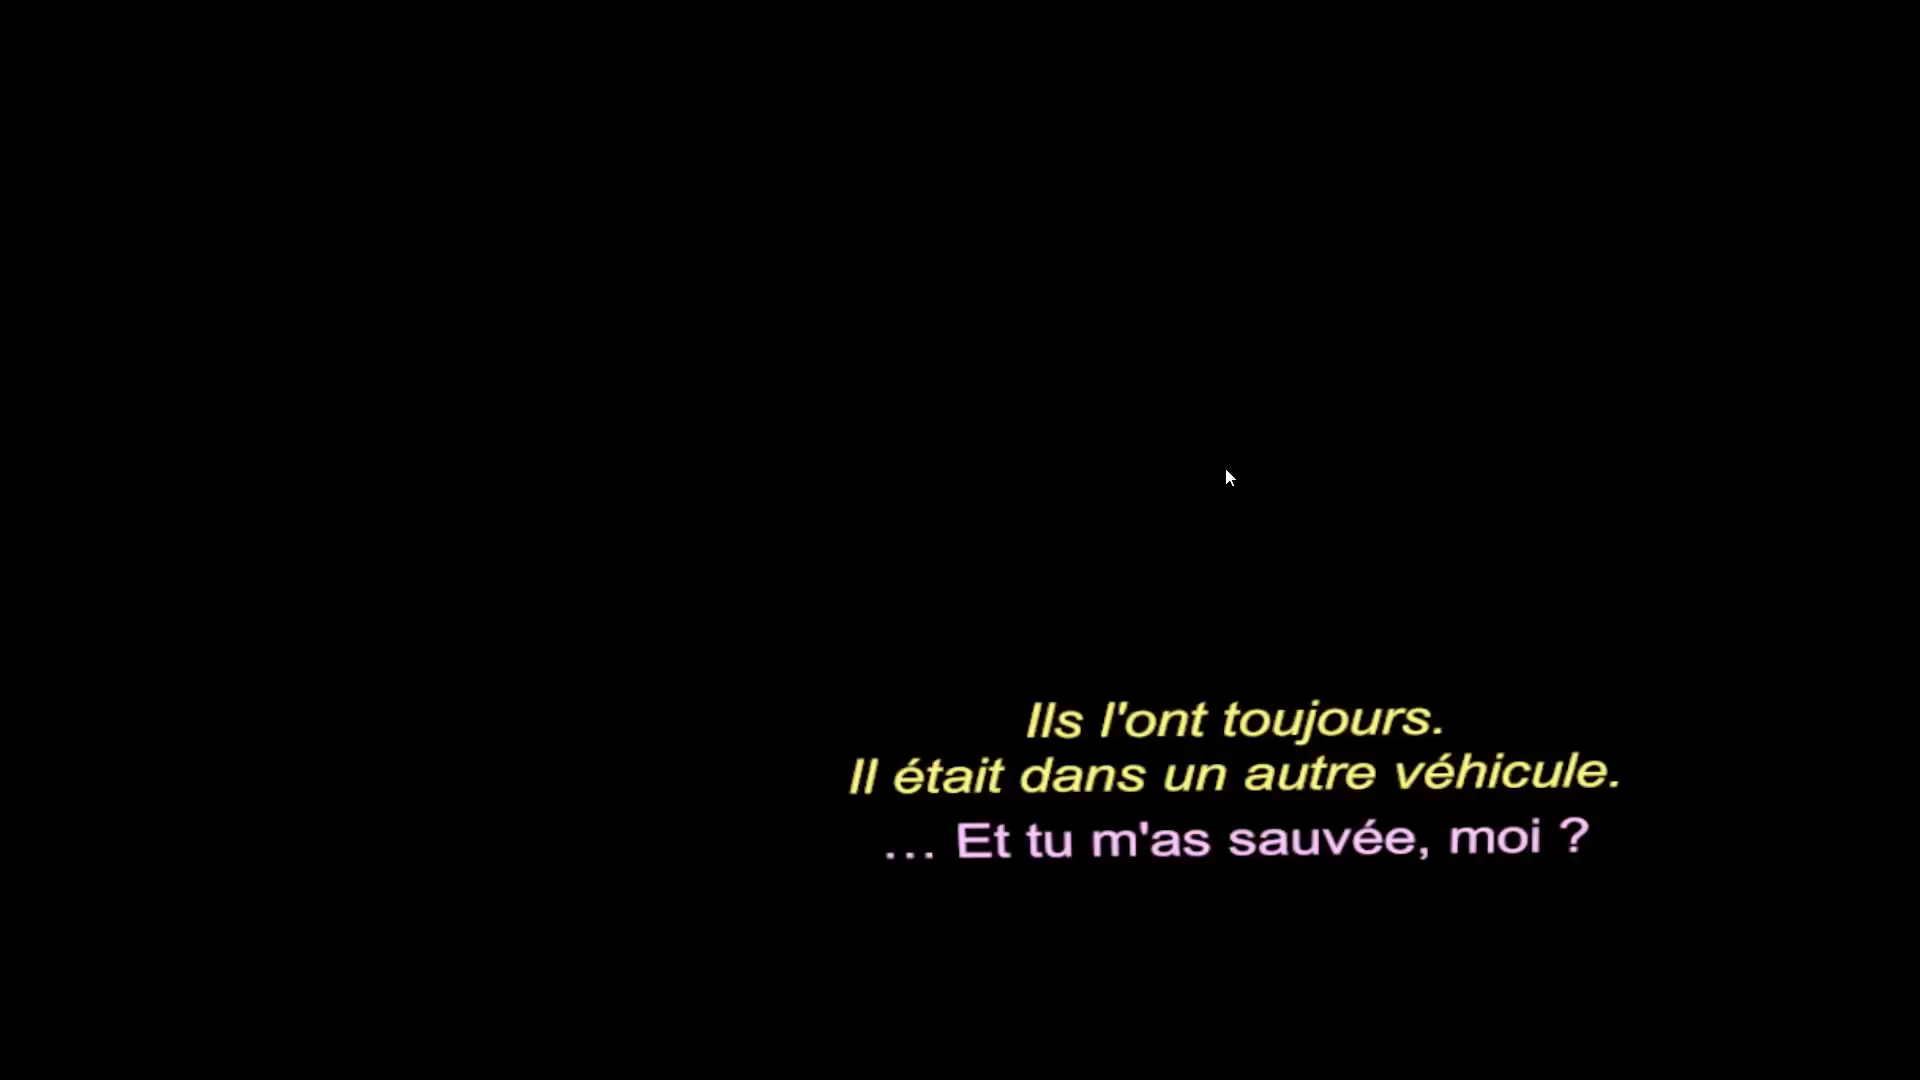 Ils l'ont toujours.
Il était dans un autre véhicule.
… Et tu m'as sauvée, moi ?